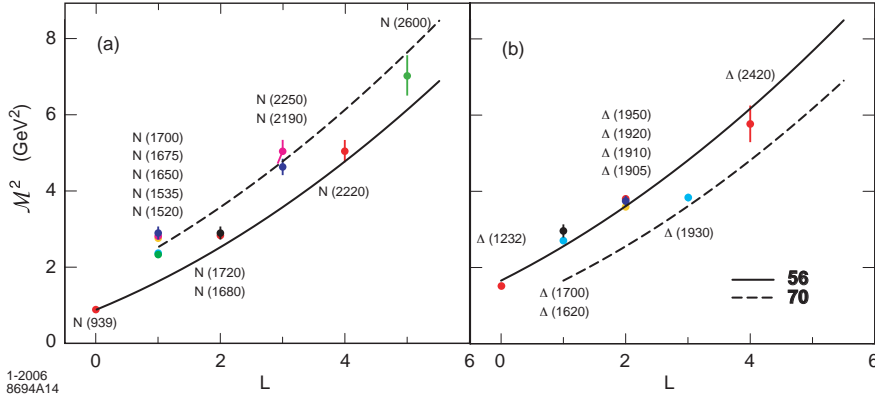 (a)
N (2600)
N (2250)
N (2190)
N (1700)
N (1675)
N (1650)
N (1535)
N (1520)
N (2220)
N (1720)
N (1680)
N (939)
8
6
4
2
0
ℳ² (GeV²)
0 2 4 6
L
1-2006
8694A14
(b)
Δ (2420)
Δ (1950)
Δ (1920)
Δ (1910)
Δ (1905)
Δ (1232)
Δ (1930)
Δ (1700)
Δ (1620)
56
70
0 2 4 6
L